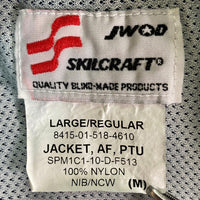 JWOD
SKILCRAFT®
QUALITY BLIND-MADE PRODUCTS
LARGE/REGULAR
8415-01-518-4610
JACKET, AF, PTU
SPM1C1-10-D-F513
100% NYLON
NIB/NCW (M)